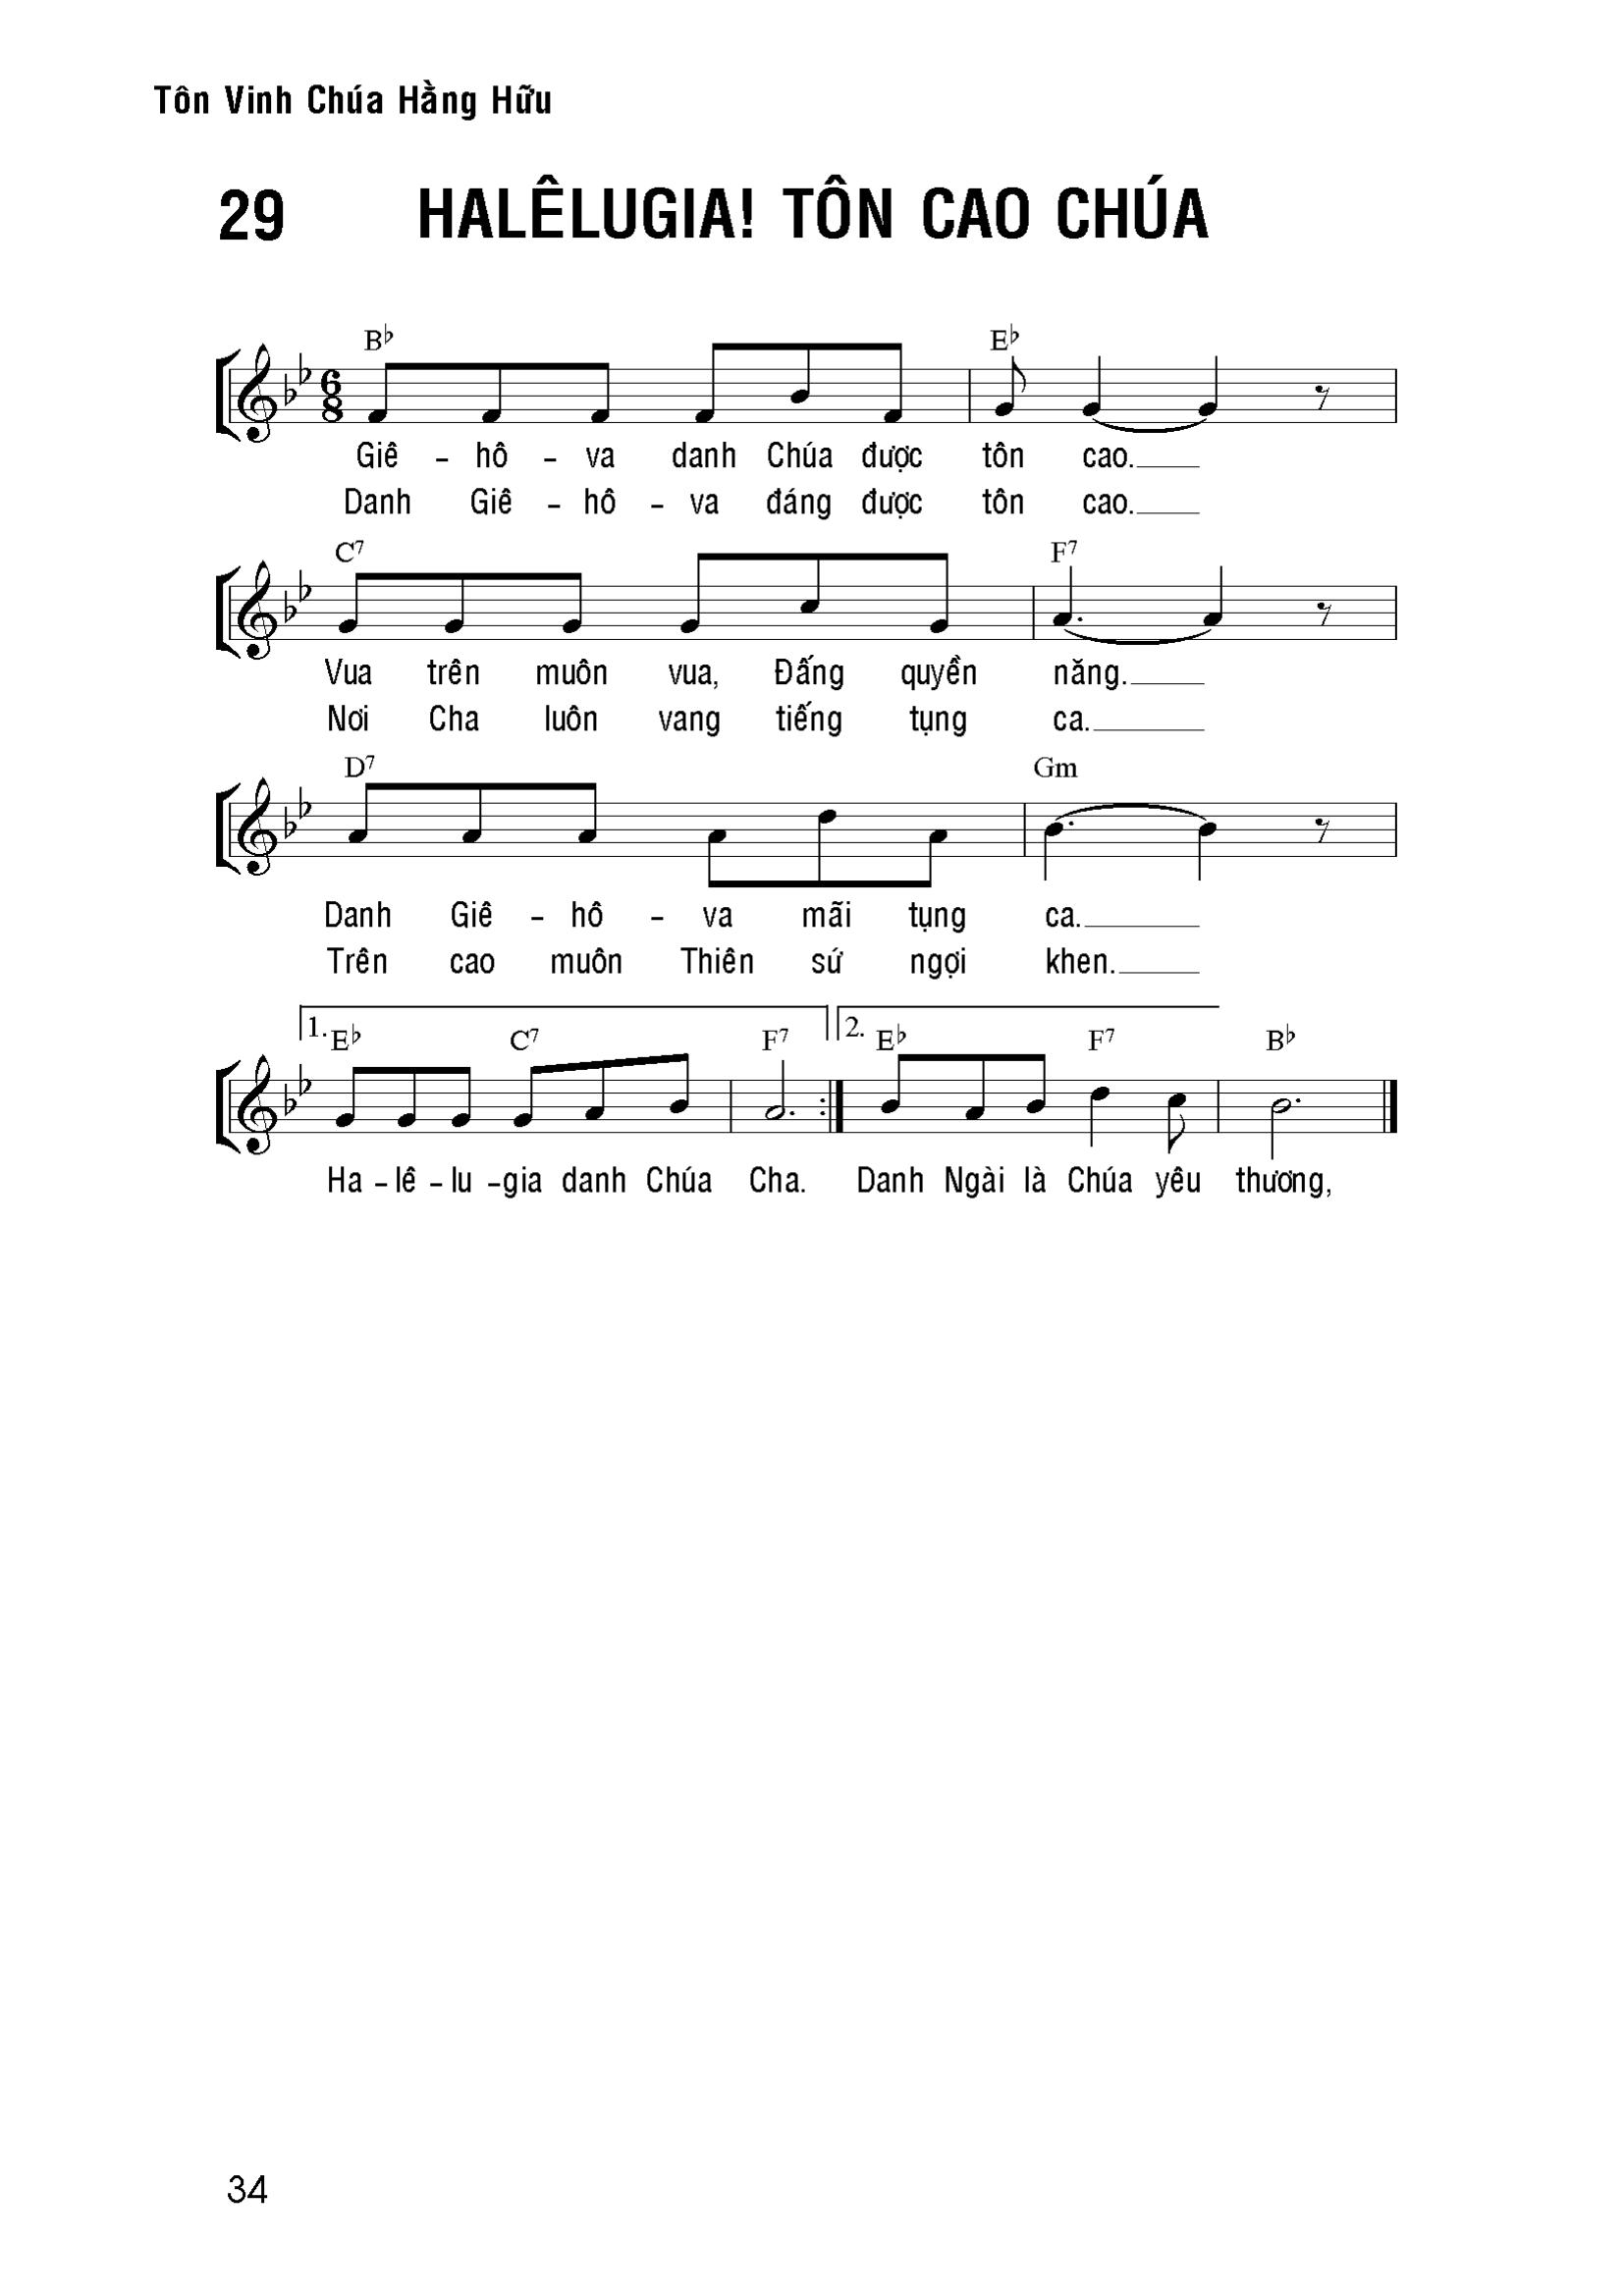 Tôn Vinh Chúa Hằng Hữu
29 HALÊLUGIA! TÔN CAO CHÚA
B♭ E♭
6
8
Giê - hô - va danh Chúa được tôn cao.
Danh Giê - hô - va đáng được tôn cao.
C7 F7
Vua trên muôn vua, Đấng quyền năng.
Nơi Cha luôn vang tiếng tụng ca.
D7 Gm
Danh Giê - hô - va mãi tụng ca.
Trên cao muôn Thiên sứ ngợi khen.
1. E♭ C7 F7 2. E♭ F7 B♭
Ha - lê - lu - gia danh Chúa Cha. Danh Ngài là Chúa yêu thương,
34